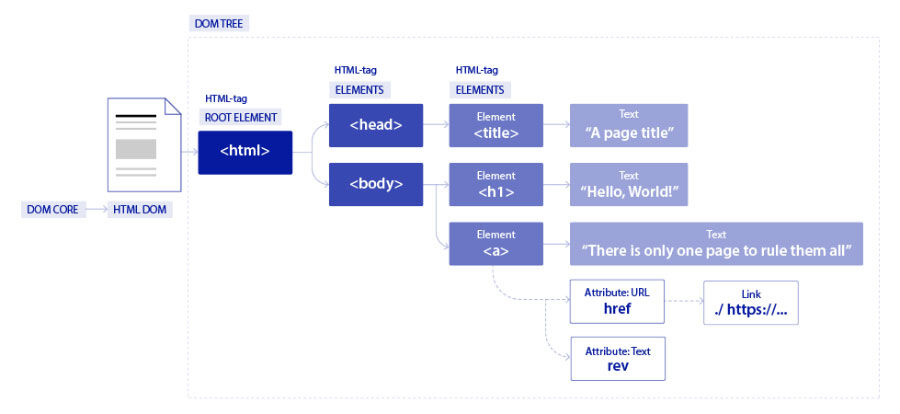 DOM TREE
HTML-tag
ELEMENTS
HTML-tag
ELEMENTS
HTML-tag
ROOT ELEMENT
<html>
<head>
Element
<title>
Text
“A page title”
<body>
Element
<h1>
Text
“Hello, World!”
DOM CORE
HTML DOM
Element
<a>
Text
“There is only one page to rule them all”
Attribute: URL
href
Link
./ https://...
Attribute: Text
rev